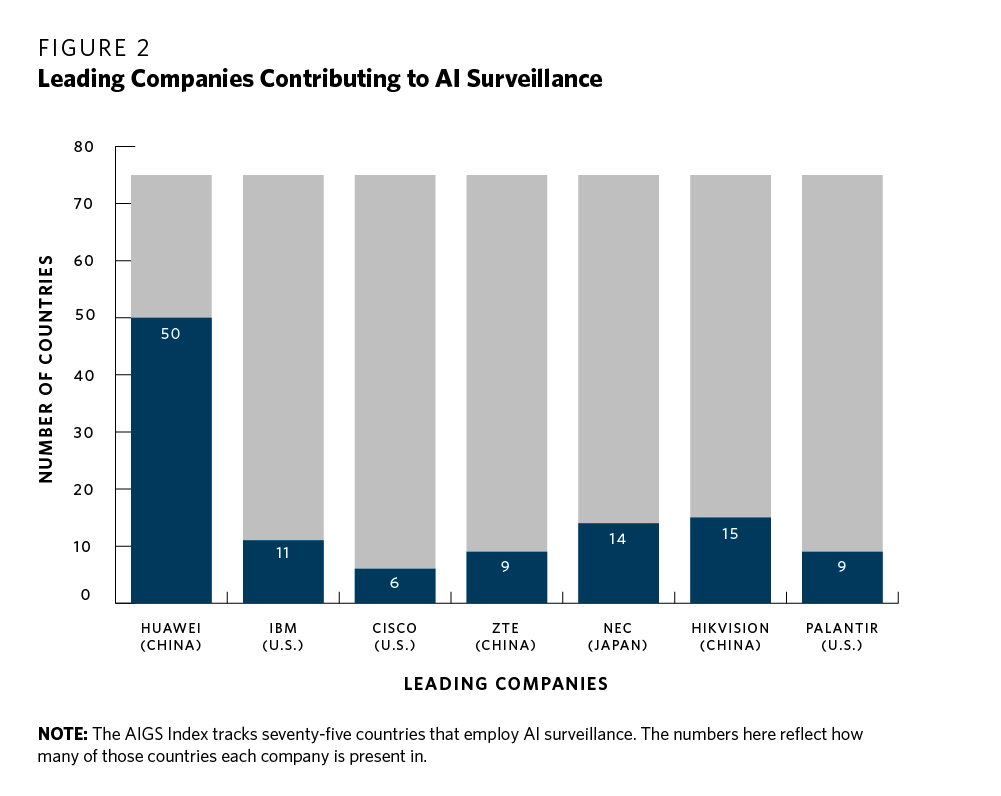 FIGURE 2
Leading Companies Contributing to AI Surveillance
80
70
60
50
40
30
20
10
0
NUMBER OF COUNTRIES
50
11
6
9
14
15
9
HUAWEI
(CHINA)
IBM
(U.S.)
CISCO
(U.S.)
ZTE
(CHINA)
NEC
(JAPAN)
HIKVISION
(CHINA)
PALANTIR
(U.S.)
LEADING COMPANIES
NOTE: The AIGS Index tracks seventy-five countries that employ AI surveillance. The numbers here reflect how
many of those countries each company is present in.